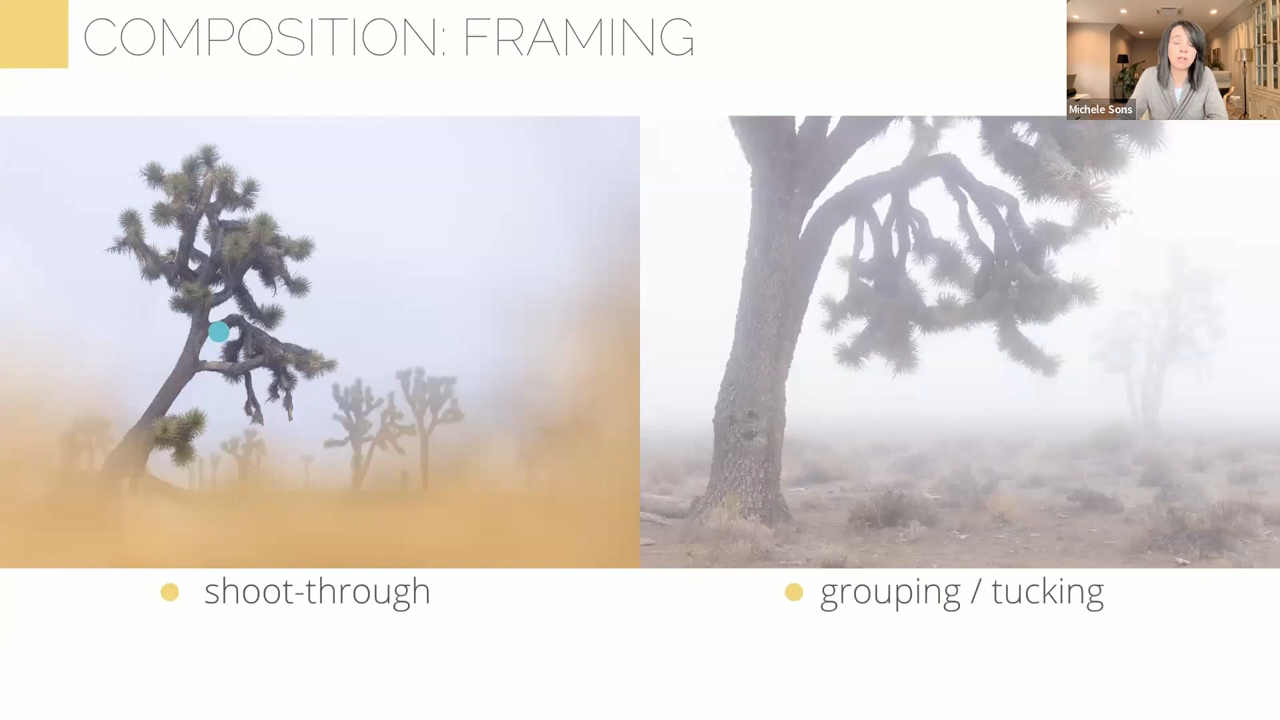 COMPOSITION: FRAMING
Michele Sons
shoot-through
grouping / tucking